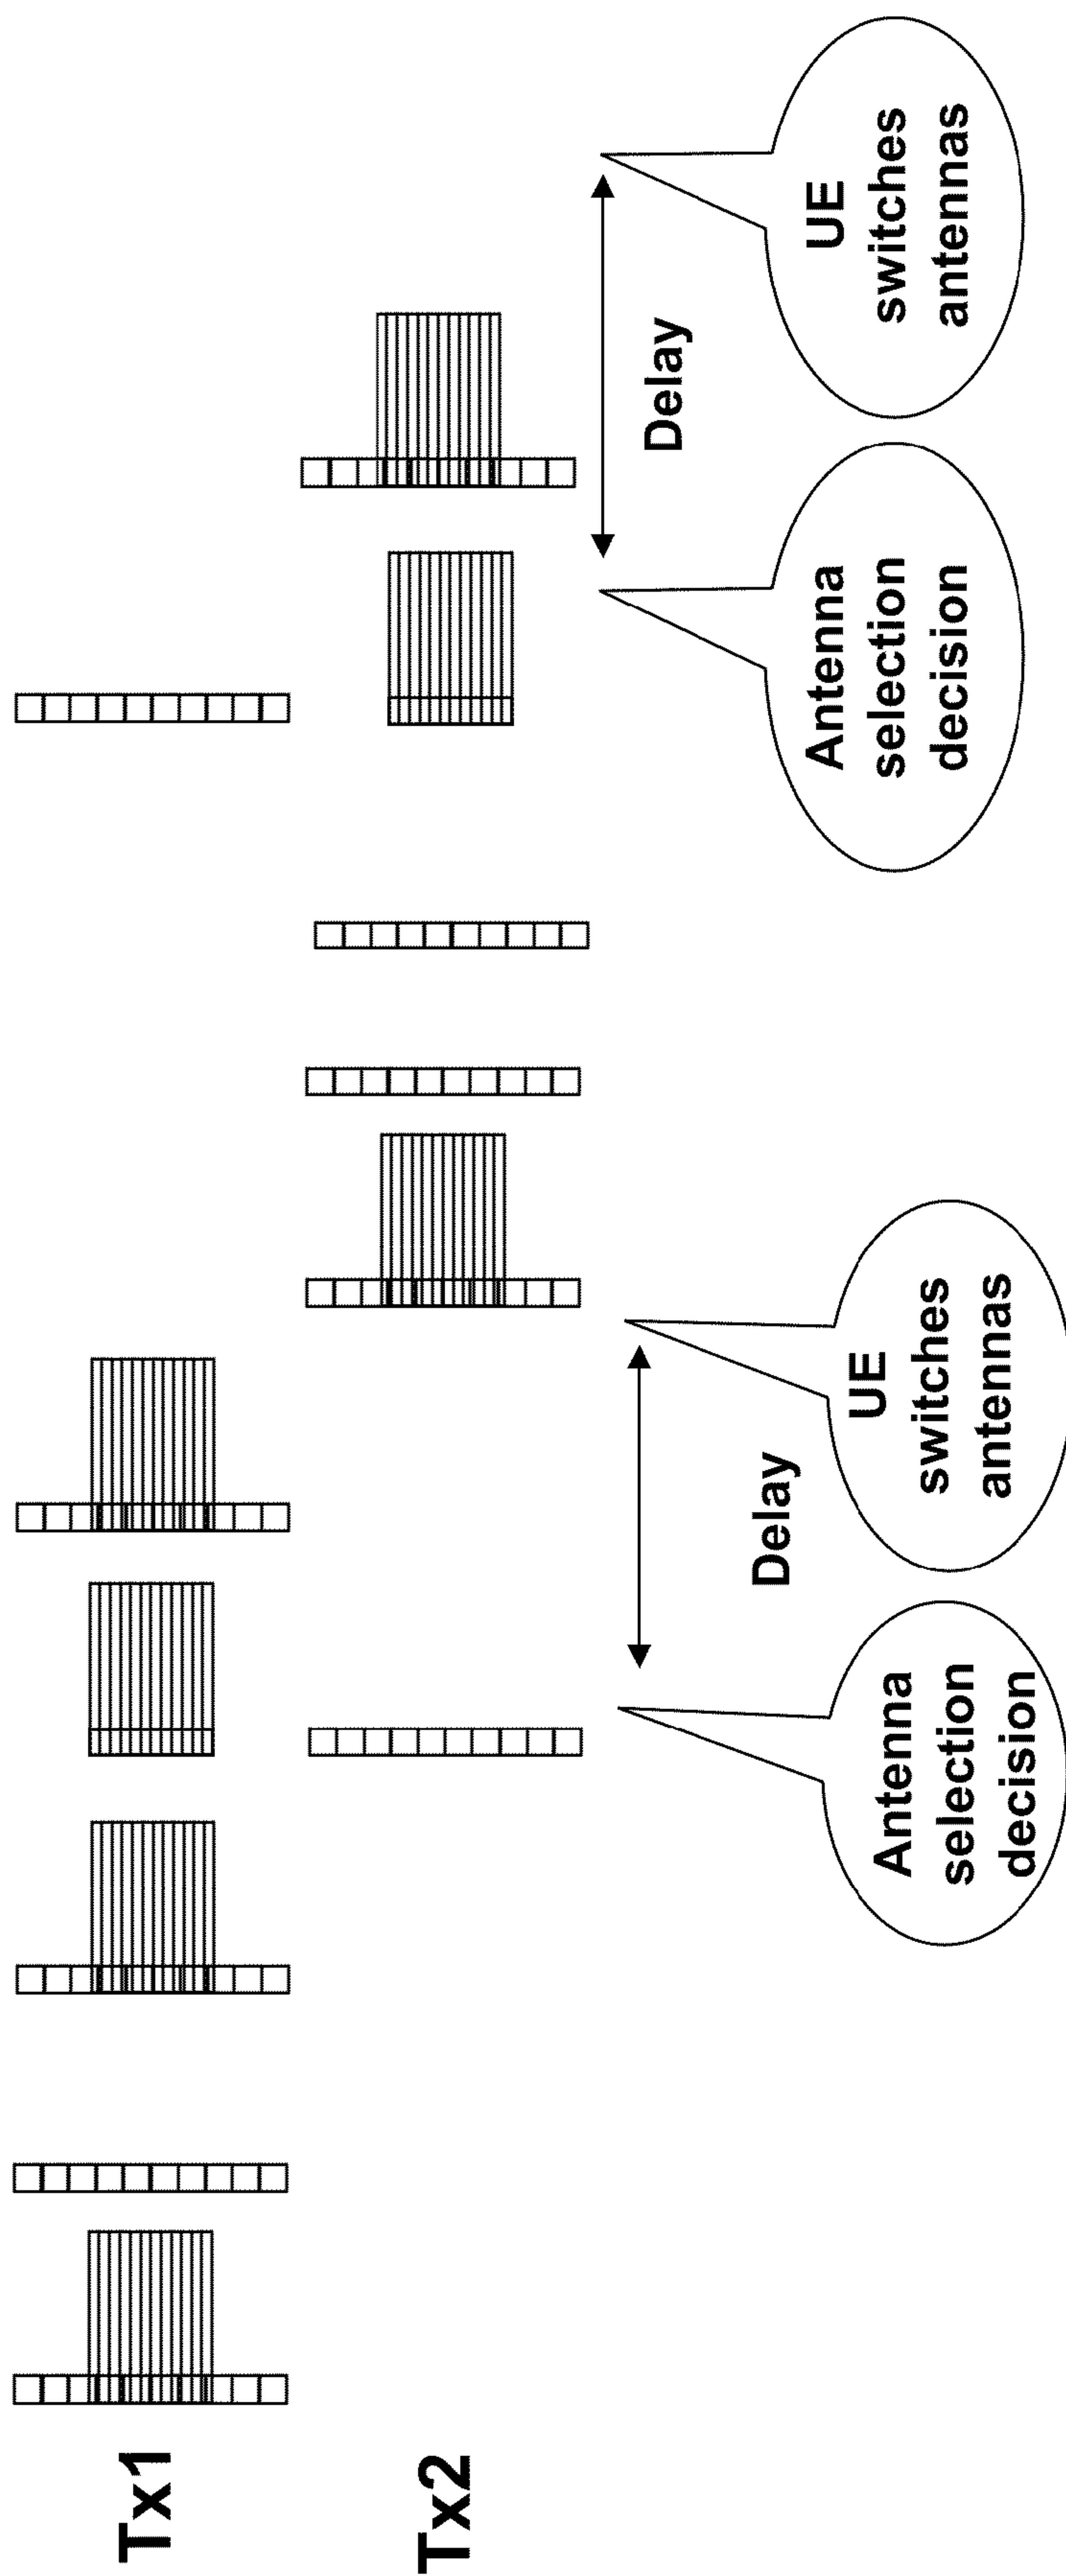 Tx1
Tx2
Delay
Delay
Antenna
selection
decision
UE
switches
antennas
Antenna
selection
decision
UE
switches
antennas